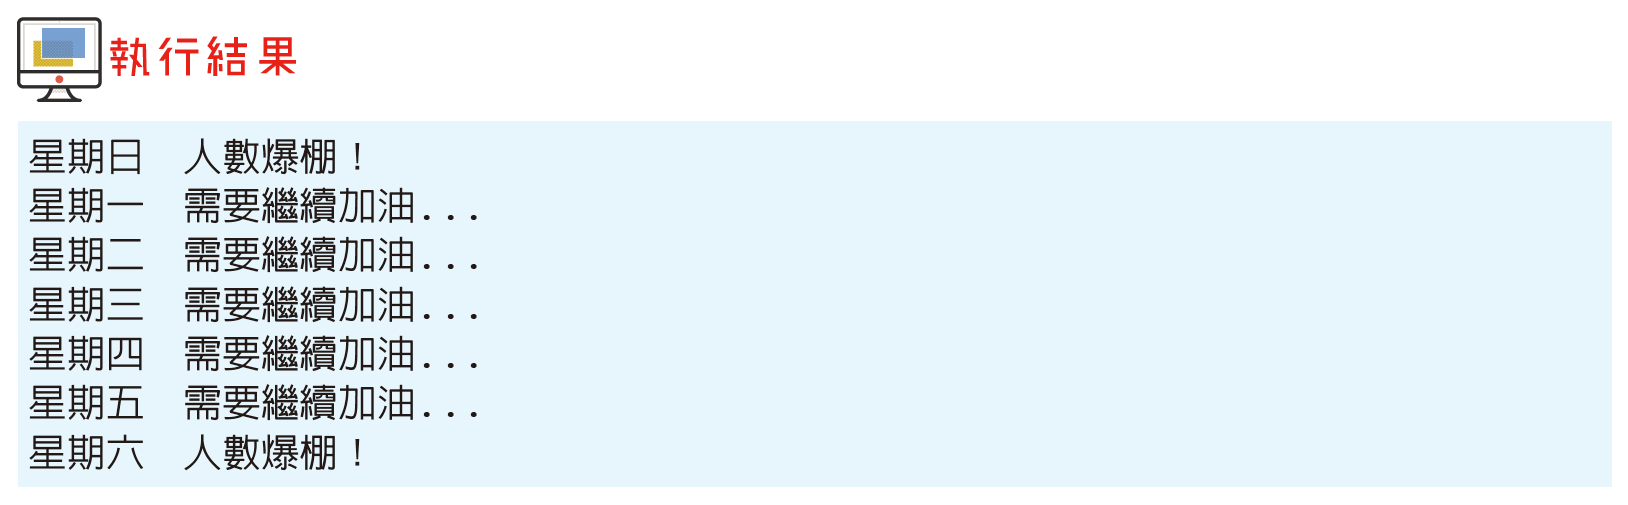 執行結果
星期日　人數爆棚！
星期一　需要繼續加油...
星期二　需要繼續加油...
星期三　需要繼續加油...
星期四　需要繼續加油...
星期五　需要繼續加油...
星期六　人數爆棚！